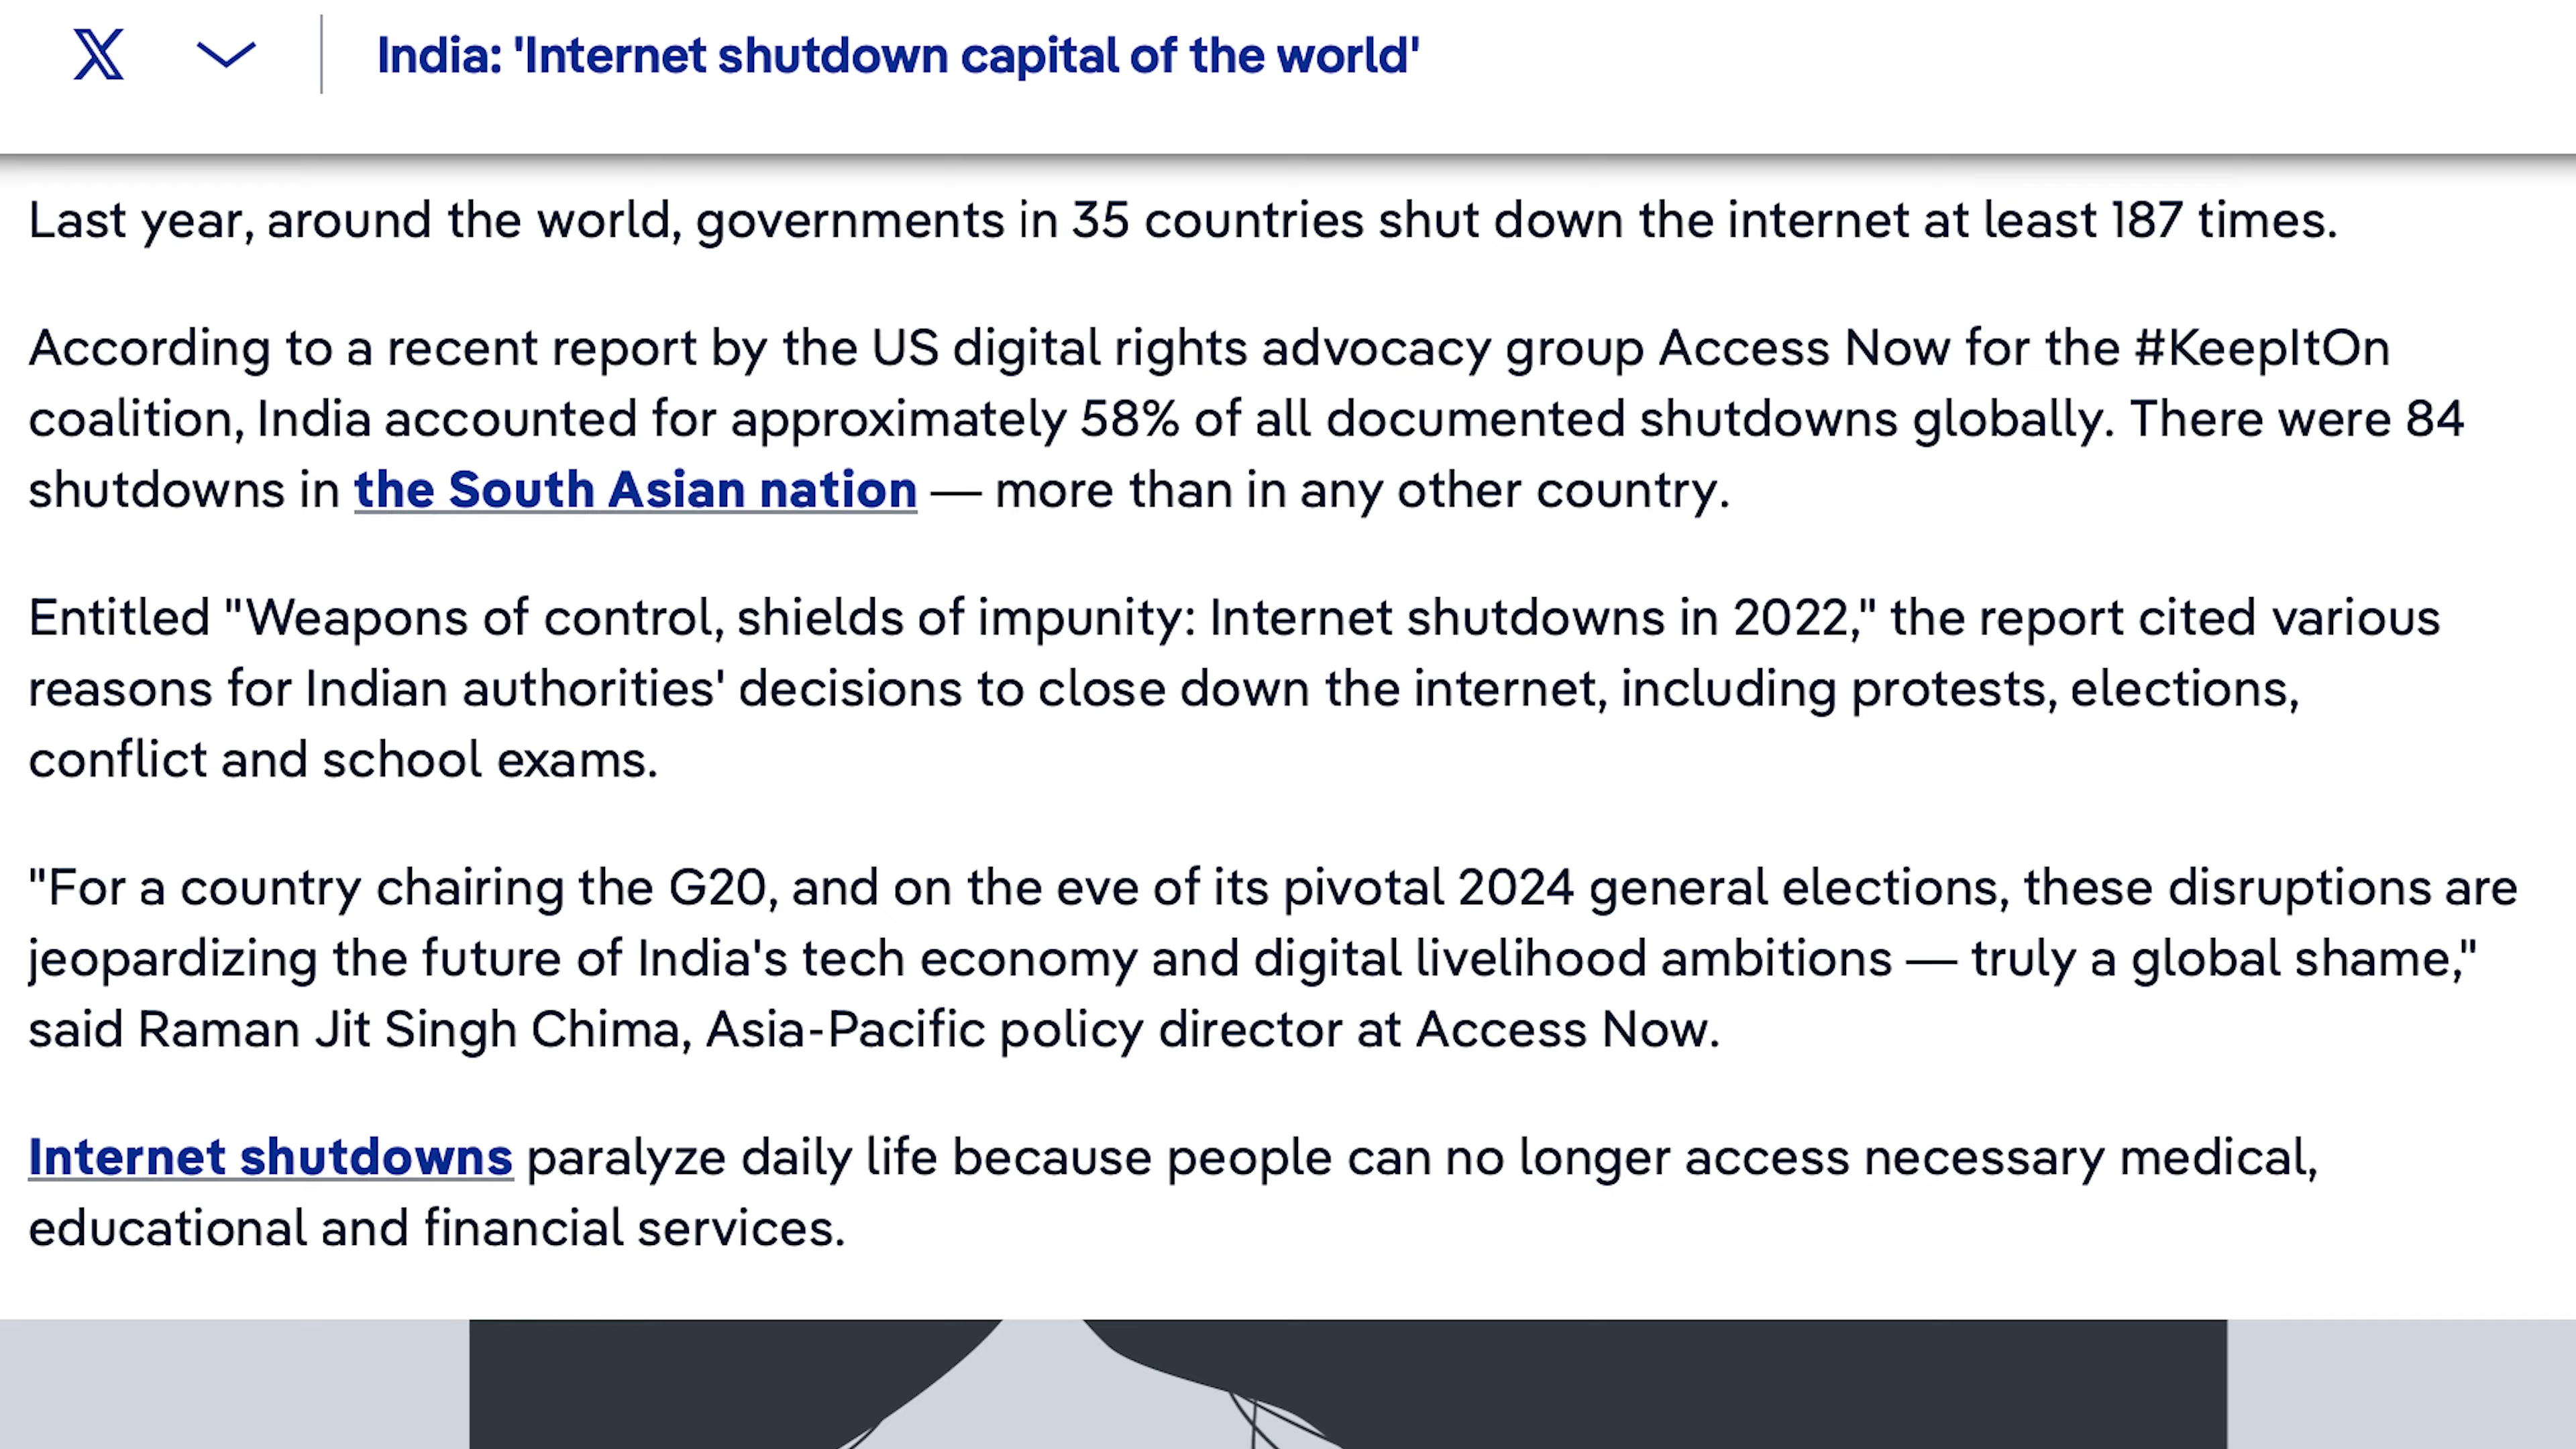 India: 'Internet shutdown capital of the world'
Last year, around the world, governments in 35 countries shut down the internet at least 187 times.
According to a recent report by the US digital rights advocacy group Access Now for the #KeepItOn
coalition, India accounted for approximately 58% of all documented shutdowns globally. There were 84
shutdowns in the South Asian nation — more than in any other country.
Entitled "Weapons of control, shields of impunity: Internet shutdowns in 2022," the report cited various
reasons for Indian authorities' decisions to close down the internet, including protests, elections,
conflict and school exams.
"For a country chairing the G20, and on the eve of its pivotal 2024 general elections, these disruptions are
jeopardizing the future of India's tech economy and digital livelihood ambitions — truly a global shame,"
said Raman Jit Singh Chima, Asia-Pacific policy director at Access Now.
Internet shutdowns paralyze daily life because people can no longer access necessary medical,
educational and financial services.